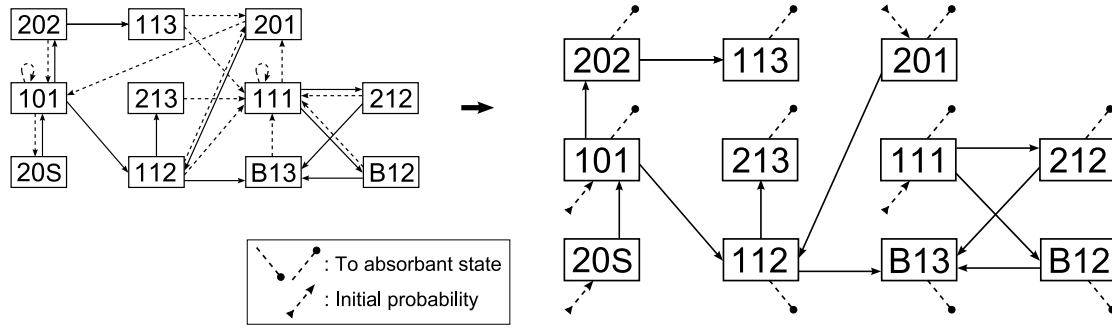 202 113 201
101 213 111 212
20S 112 B13 B12
: To absorbant state
: Initial probability
202 113 201
101 213 111 212
20S 112 B13 B12